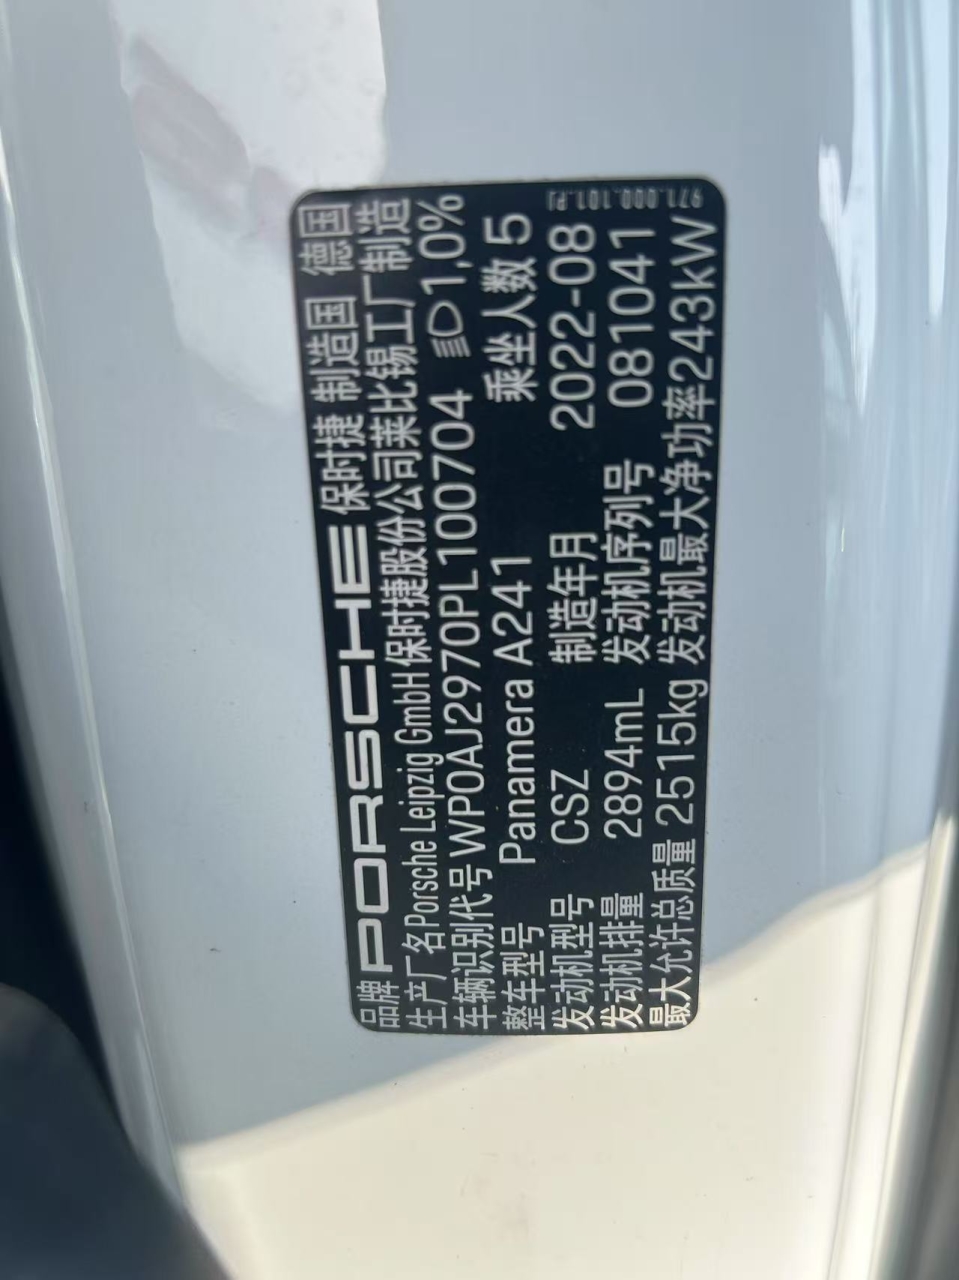 品牌 PORSCHE 保时捷 制造国 德国
生产厂名 Porsche Leipzig GmbH 保时捷股份公司莱比锡工厂制造
车辆识别代号 WP0AJ2970PL100704 1,0%
整车型号 Panamera A241 乘坐人数 5
发动机型号 CSZ 制造年月 2022-08
发动机排量 2894mL 发动机序列号 081041
最大允许总质量 2515kg 发动机最大净功率 243kW
971.000.101.PJ